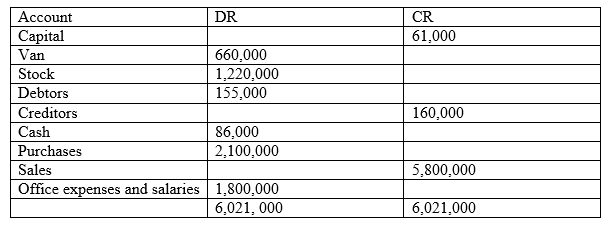 Account DR CR
Capital 61,000
Van 660,000
Stock 1,220,000
Debtors 155,000
Creditors 160,000
Cash 86,000
Purchases 2,100,000
Sales 5,800,000
Office expenses and salaries 1,800,000
6,021, 000 6,021,000